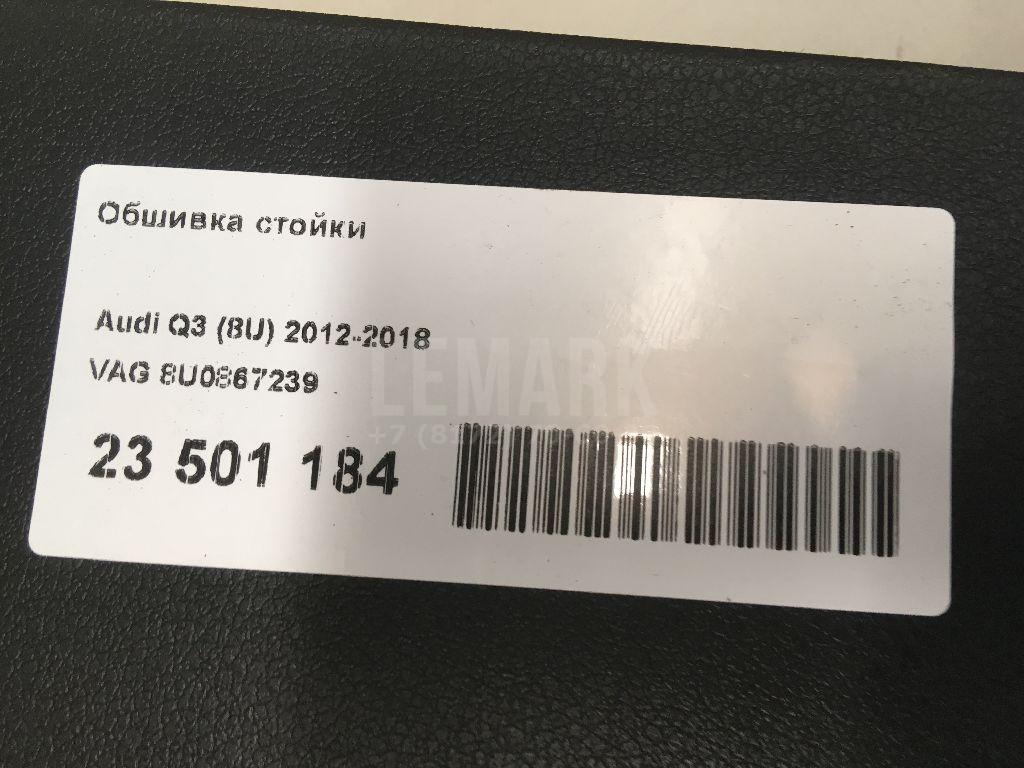 Обшивка стойки
Audi Q3 (8U) 2012-2018
VAG 8U0867239
LEMARK
23 501 184